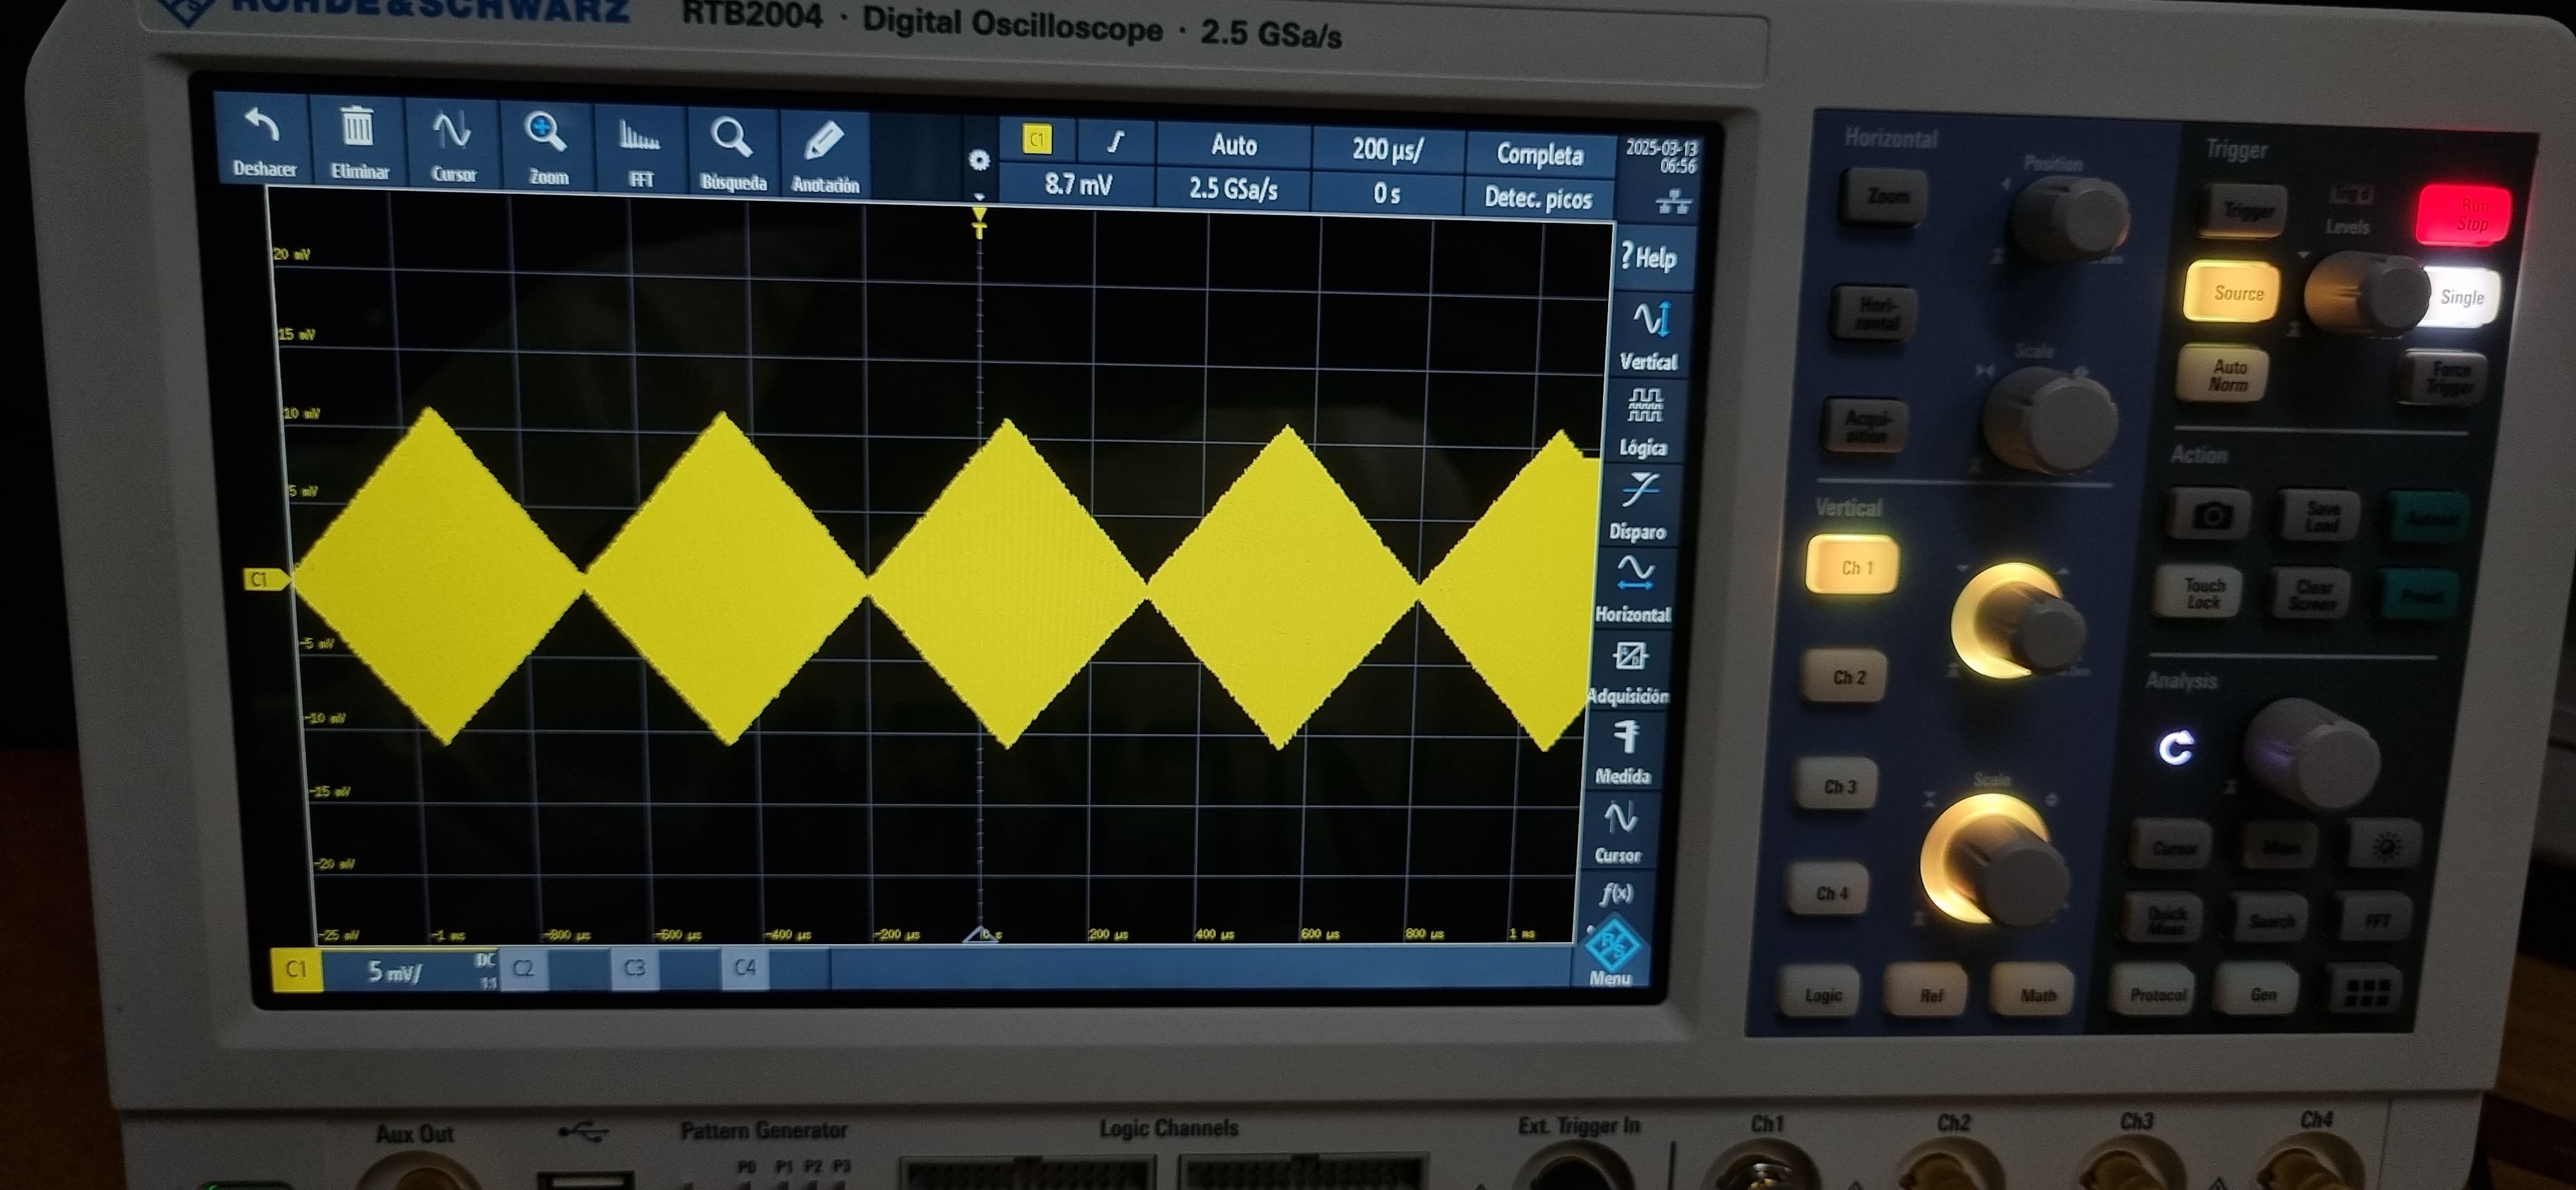 ROHDE&SCHWARZ
RTB2004 · Digital Oscilloscope · 2.5 GSa/s
Deshacer
Eliminar
Cursor
Zoom
FFT
Búsqueda
Anotación
C1
Auto
200 µs/
Completa
2025-03-13
06:56
8.7 mV
2.5 GSa/s
0 s
Detec. picos
T
20 mV
15 mV
10 mV
5 mV
C1
-5 mV
-10 mV
-15 mV
-20 mV
-25 mV
-1 ms
-800 µs
-600 µs
-400 µs
-200 µs
0 s
200 µs
400 µs
600 µs
800 µs
1 ms
? Help
Vertical
Lógica
Disparo
Horizontal
Adquisición
Medida
Cursor
f(x)
Menu
C1
5 mV/
DC
1:1
C2
C3
C4
Horizontal
Position
Zoom
Hori-
zontal
Scale
Acqui-
sition
Trigger
Trigger
Trig'd
Levels
Run
Stop
Source
Single
Auto
Norm
Force
Trigger
Vertical
Ch 1
Ch 2
Ch 3
Scale
Ch 4
Action
Save
Load
Autoset
Touch
Lock
Clear
Screen
Preset
Analysis
Cursor
Meas
Quick
Meas
Search
FFT
Logic
Ref
Math
Protocol
Gen
Aux Out
Pattern Generator
P0 P1 P2 P3
Logic Channels
Ext. Trigger In
Ch1
Ch2
Ch3
Ch4